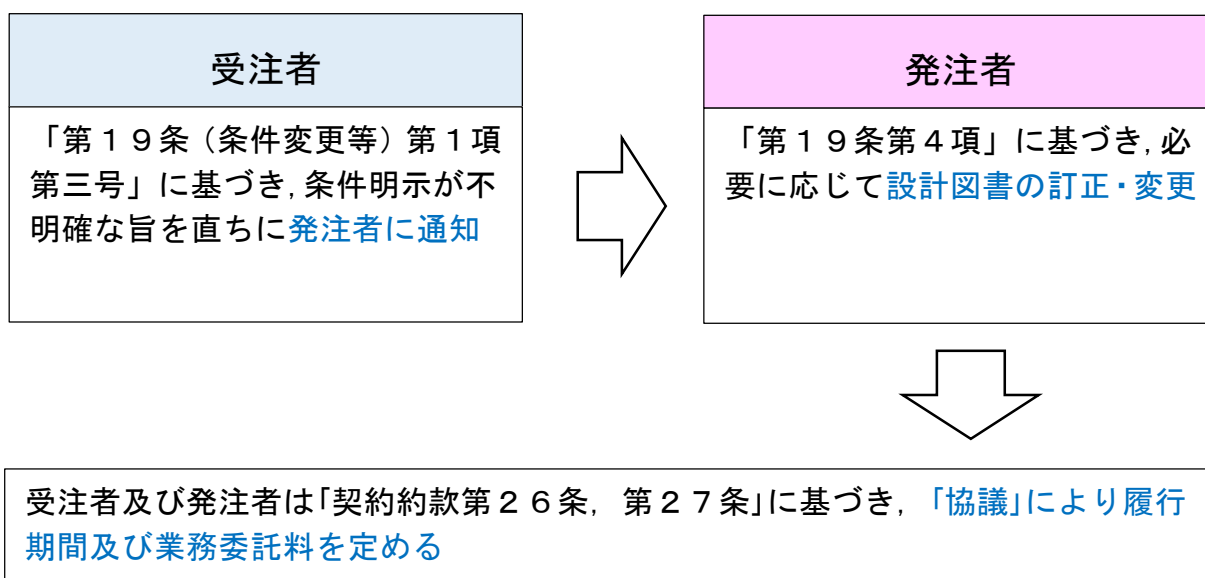 受注者
「第１９条（条件変更等）第１項
第三号」に基づき,条件明示が不
明確な旨を直ちに発注者に通知
発注者
「第１９条第４項」に基づき,必
要に応じて設計図書の訂正・変更
受注者及び発注者は「契約約款第２６条, 第２７条」に基づき, 「協議」により履行
期間及び業務委託料を定める